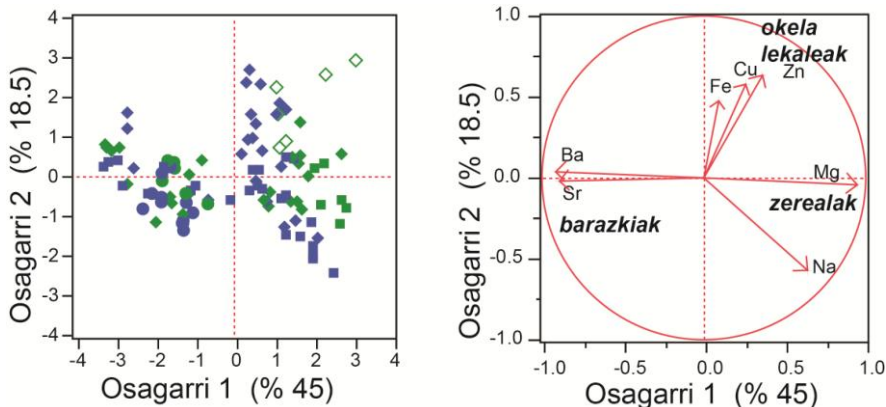 4
3
2
1
0
-1
-2
-3
-4
-4
-3
-2
-1
0
1
2
3
4
Osagarri 2 (% 18.5)
Osagarri 1 (% 45)
1.0
0.5
0.0
-0.5
-1.0
-1.0
-0.5
0.0
0.5
1.0
Osagarri 2 (% 18.5)
Osagarri 1 (% 45)
okela
lekaleak
Fe
Cu
Zn
Ba
Sr
Mg
barazkiak
zerealak
Na